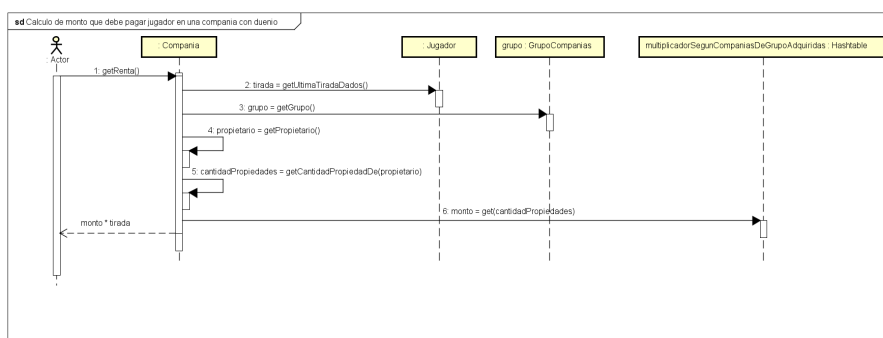 sd Calculo de monto que debe pagar jugador en una compania con duenio
: Actor
: Compania
: Jugador
grupo : GrupoCompanias
multiplicadorSegunCompaniasDeGrupoAdquiridas : Hashtable
1: getRenta()
2: tirada = getUltimaTiradaDados()
3: grupo = getGrupo()
4: propietario = getPropietario()
5: cantidadPropiedades = getCantidadPropiedadDe(propietario)
6: monto = get(cantidadPropiedades)
monto * tirada